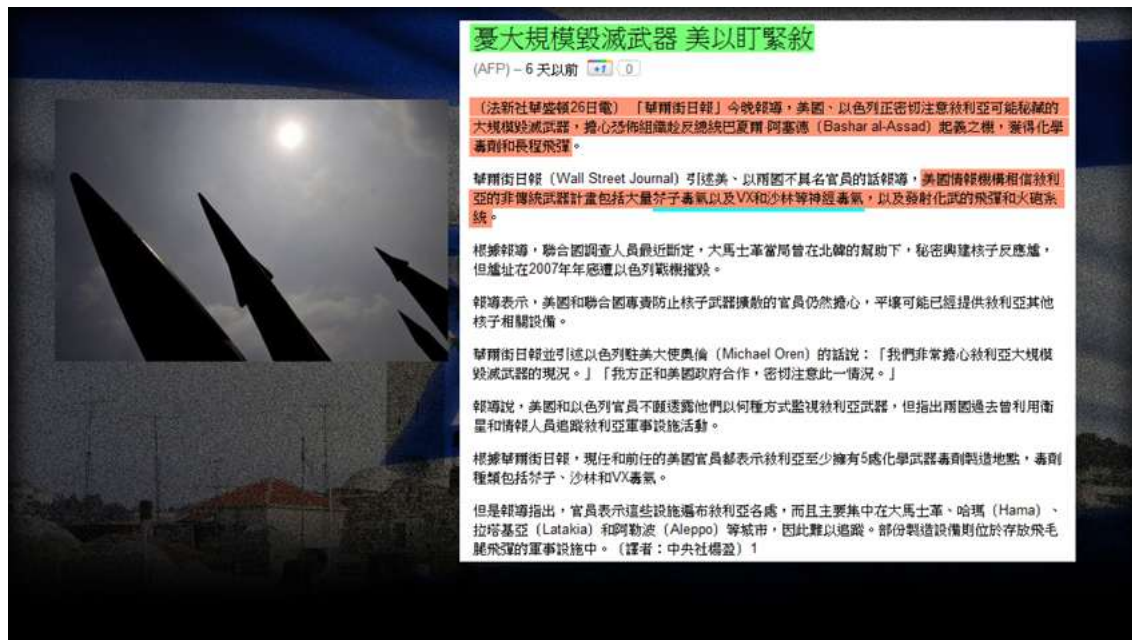 憂大規模毀滅武器 美以盯緊敘
(AFP) – 6 天以前 +1 0
（法新社華盛頓26日電） 「華爾街日報」今晚報導，美國、以色列正密切注意敘利亞可能秘藏的
大規模毀滅武器，擔心恐怖組織趁反總統巴夏爾‧阿塞德（Bashar al-Assad）起義之機，獲得化學
毒劑和長程飛彈。
華爾街日報（Wall Street Journal）引述美、以兩國不具名官員的話報導，美國情報機構相信敘利
亞的非傳統武器計畫包括大量芥子毒氣以及VX和沙林等神經毒氣，以及發射化武的飛彈和火砲系
統。
根據報導，聯合國調查人員最近斷定，大馬士革當局曾在北韓的幫助下，秘密興建核子反應爐，
但爐址在2007年年底遭以色列戰機摧毀。
報導表示，美國和聯合國專責防止核子武器擴散的官員仍然擔心，平壤可能已經提供敘利亞其他
核子相關設備。
華爾街日報並引述以色列駐美大使奧倫（Michael Oren）的話說：「我們非常擔心敘利亞大規模
毀滅武器的現況。」「我方正和美國政府合作，密切注意此一情況。」
報導說，美國和以色列官員不願透露他們以何種方式監視敘利亞武器，但指出兩國過去曾利用衛
星和情報人員追蹤敘利亞軍事設施活動。
根據華爾街日報，現任和前任的美國官員都表示敘利亞至少擁有5處化學武器毒劑製造地點，毒劑
種類包括芥子、沙林和VX毒氣。
但是報導指出，官員表示這些設施遍布敘利亞各處，而且主要集中在大馬士革、哈瑪（Hama）、
拉塔基亞（Latakia）和阿勒波（Aleppo）等城市，因此難以追蹤。部份製造設備則位於存放飛毛
腿飛彈的軍事設施中。（譯者：中央社楊盈）1